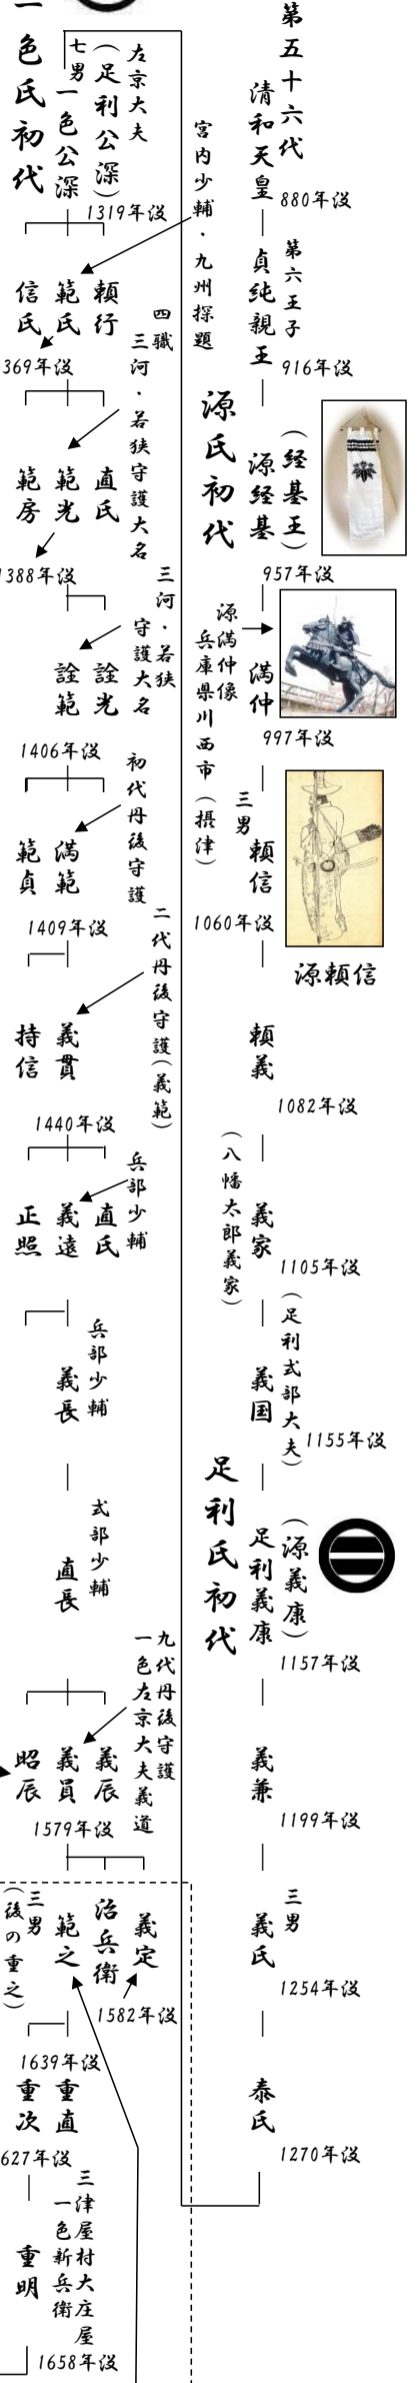 第五十六代
清和天皇
880年没
第六王子
貞純親王
916年没
源氏初代
(経基王)
源経基
957年没
満仲
源満仲像
兵庫県川西市(摂津)
997年没
三男
頼信
1060年没
源頼信
頼義
1082年没
義家
(八幡太郎義家)
1105年没
義国
(足利式部大夫)
1155年没
足利氏初代
(源義康)
足利義康
1157年没
義兼
1199年没
三男
義氏
1254年没
泰氏
1270年没
一色氏初代
左京大夫
(足利公深)
七男
一色公深
1319年没
宮内少輔・九州探題
頼行
範氏
信氏
369年没
四職
三河・若狭守護大名
直氏
範光
範房
1388年没
三河・若狭
守護大名
詮光
詮範
1406年没
初代丹後守護
満範
範貞
1409年没
二代丹後守護(義範)
義貫
持信
1440年没
兵部少輔
直氏
義遠
正照
兵部少輔
義長
式部少輔
直長
九代丹後守護
一色左京大夫義道
義辰
義員
昭辰
1579年没
義定
治兵衛
範之
三男
(後の重之)
1582年没
1639年没
重直
重次
627年没
三津屋村大庄屋
一色新兵衛
重明
1658年没